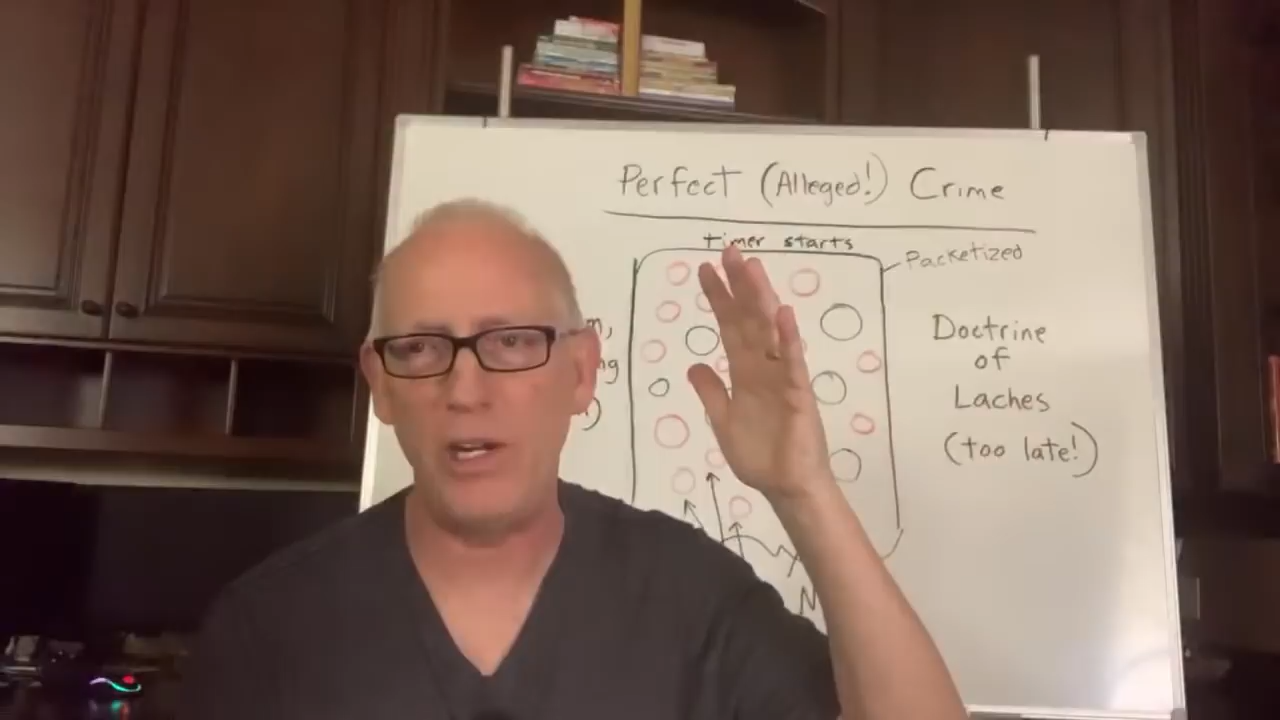 Perfect (Alleged!) Crime
timer starts
Packetized
Doctrine
of
Laches
(too late!)